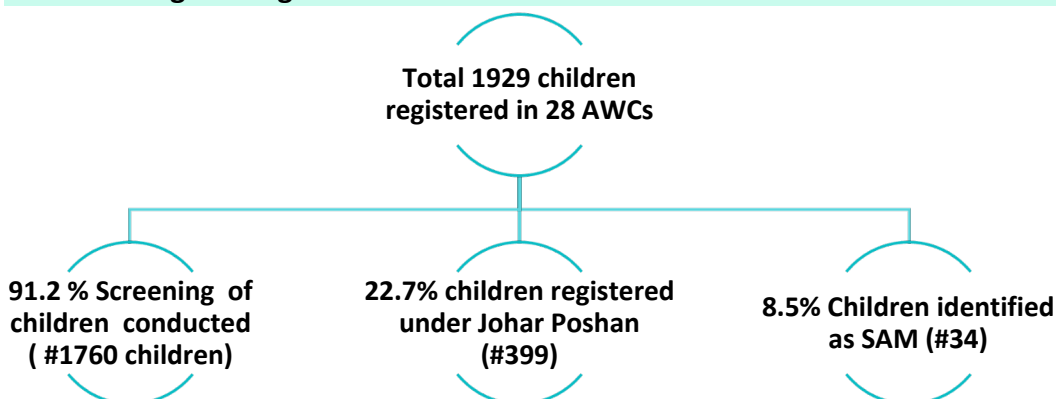 Total 1929 children
registered in 28 AWCs
91.2 % Screening of
children conducted
( #1760 children)
22.7% children registered
under Johar Poshan
(#399)
8.5% Children identified
as SAM (#34)